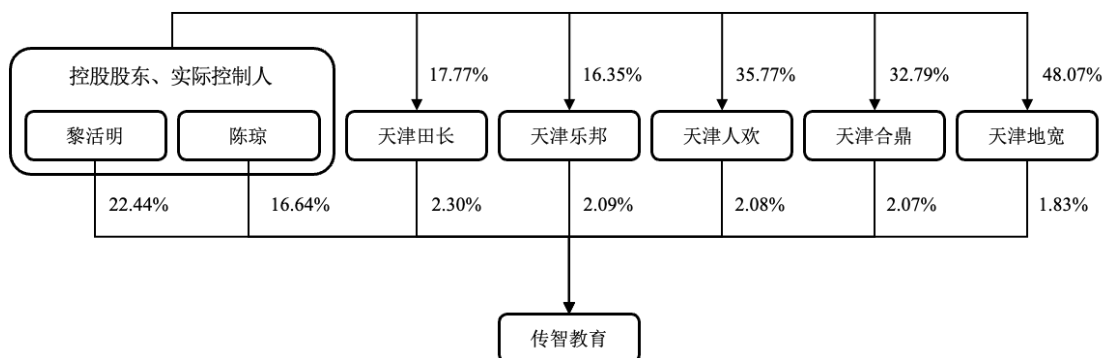 控股股东、实际控制人
17.77% 16.35% 35.77% 32.79% 48.07%
黎活明 陈琼 天津田长 天津乐邦 天津人欢 天津合鼎 天津地宽
22.44% 16.64% 2.30% 2.09% 2.08% 2.07% 1.83%
传智教育